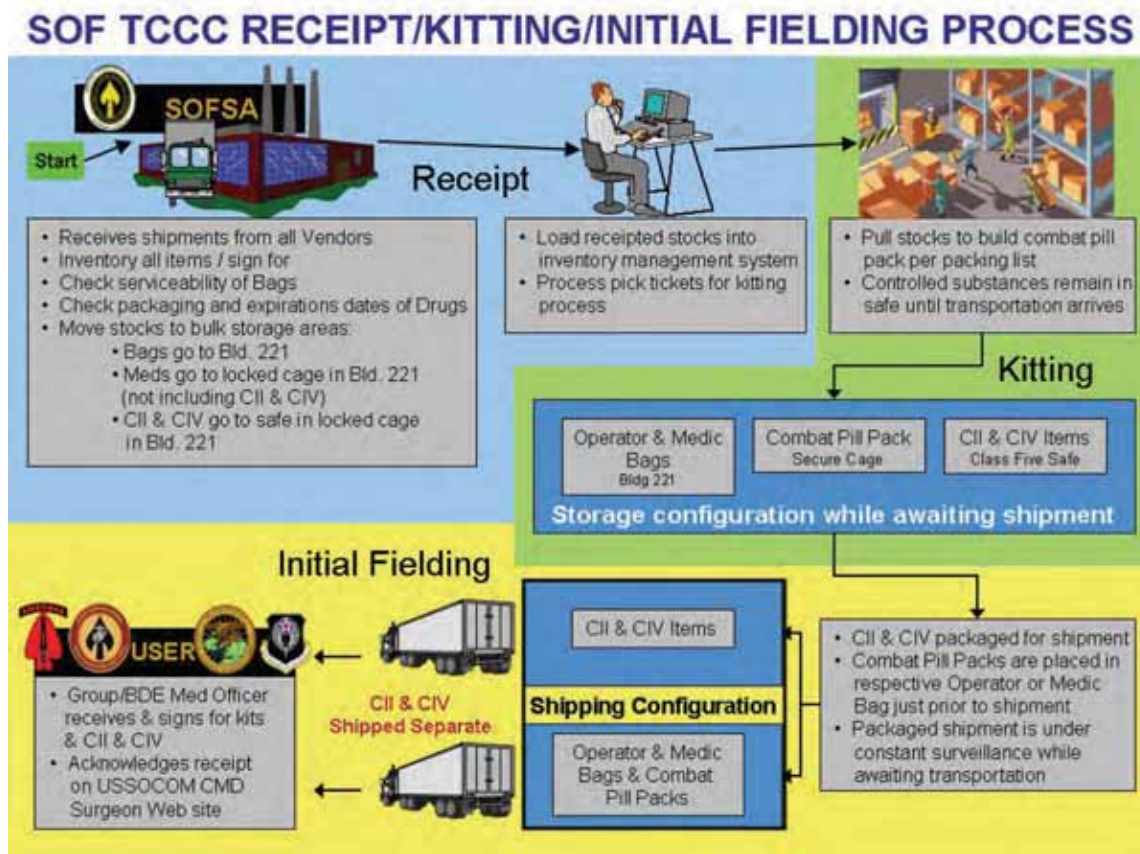 SOF TCCC RECEIPT/KITTING/INITIAL FIELDING PROCESS
SOFSA
Start
Receipt
• Receives shipments from all Vendors
• Inventory all items / sign for
• Check serviceability of Bags
• Check packaging and expirations dates of Drugs
• Move stocks to bulk storage areas:
• Bags go to Bld. 221
• Meds go to locked cage in Bld. 221
(not including CII & CIV)
• CII & CIV go to safe in locked cage
in Bld. 221
• Load receipted stocks into
inventory management system
• Process pick tickets for kitting
process
• Pull stocks to build combat pill
pack per packing list
• Controlled substances remain in
safe until transportation arrives
Kitting
Operator & Medic
Bags
Bldg 221
Combat Pill Pack
Secure Cage
CII & CIV Items
Class Five Safe
Storage configuration while awaiting shipment
Initial Fielding
• CII & CIV packaged for shipment
• Combat Pill Packs are placed in
respective Operator or Medic
Bag just prior to shipment
• Packaged shipment is under
constant surveillance while
awaiting transportation
CII & CIV Items
Shipping Configuration
Operator & Medic
Bags & Combat
Pill Packs
CII & CIV
Shipped Separate
USER
• Group/BDE Med Officer
receives & signs for kits
& CII & CIV
• Acknowledges receipt
on USSOCOM CMD
Surgeon Web site